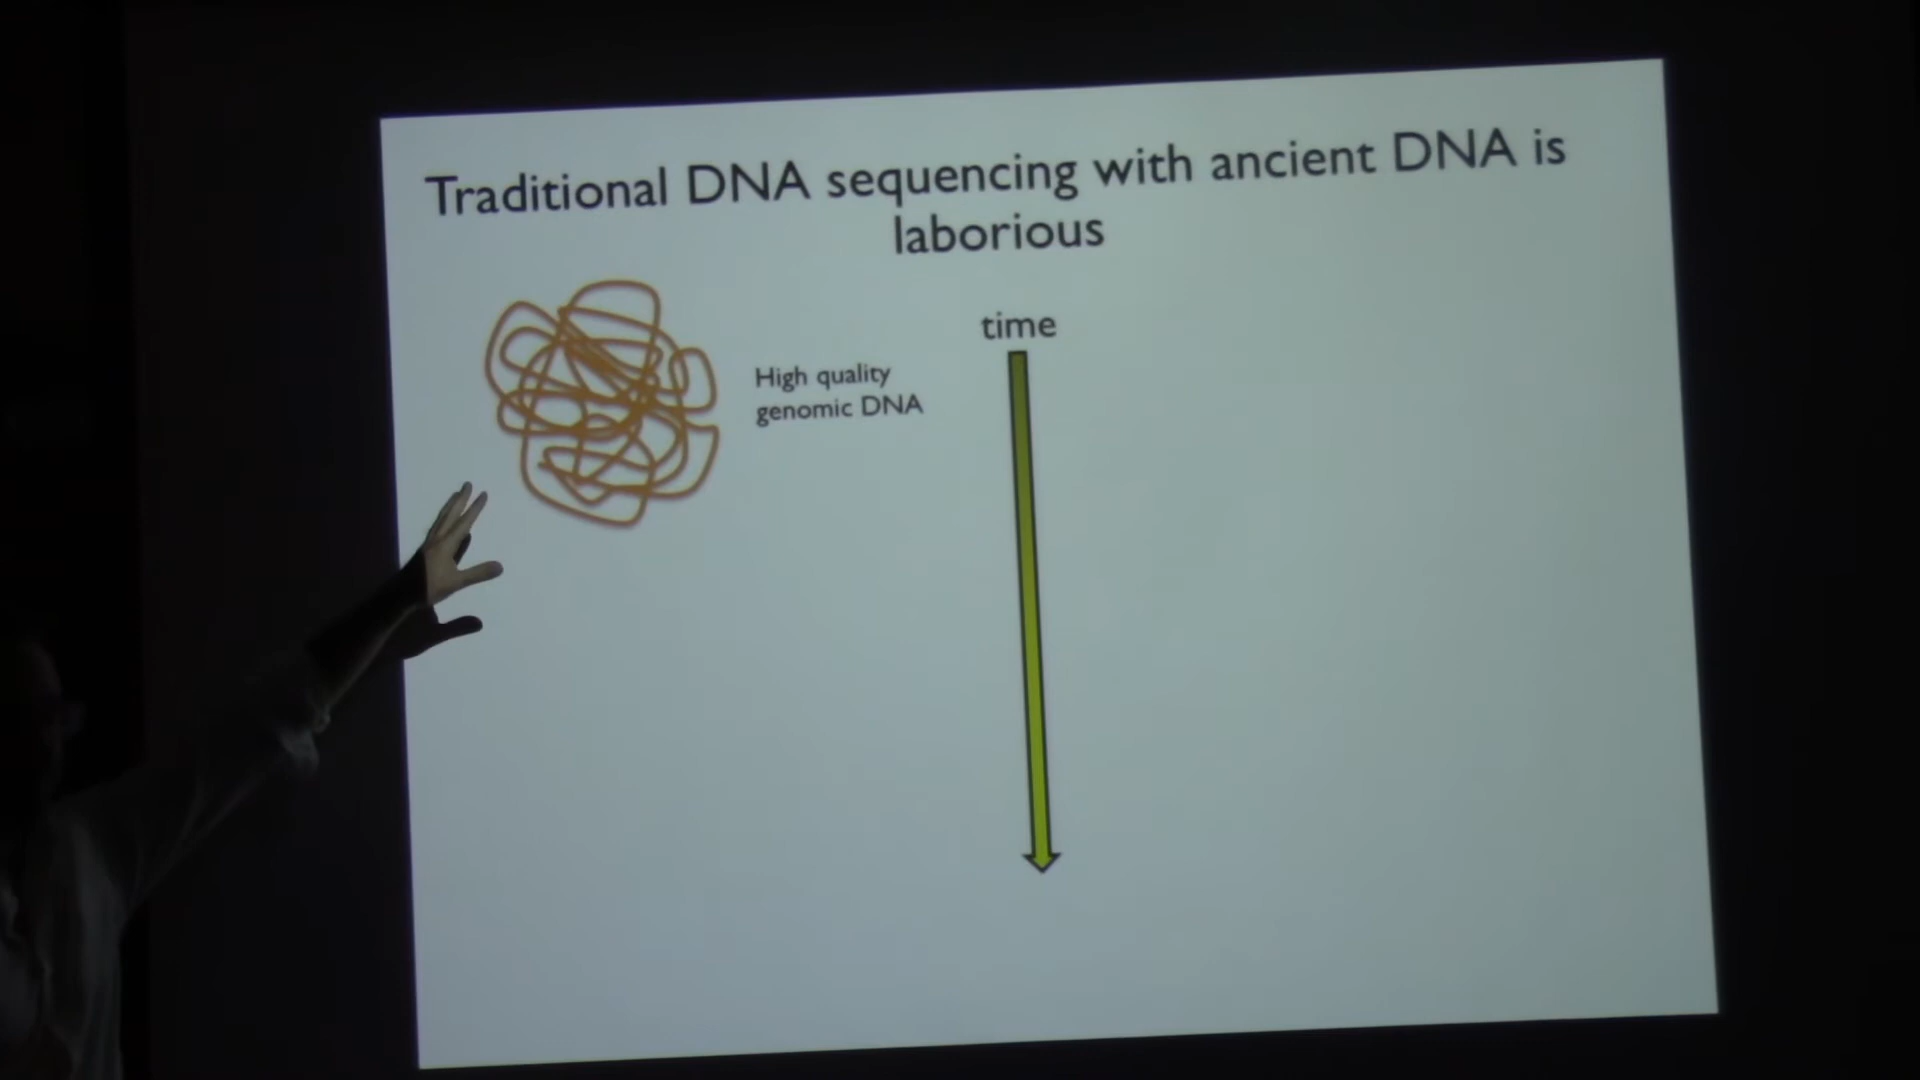 Traditional DNA sequencing with ancient DNA is
laborious
time
High quality
genomic DNA